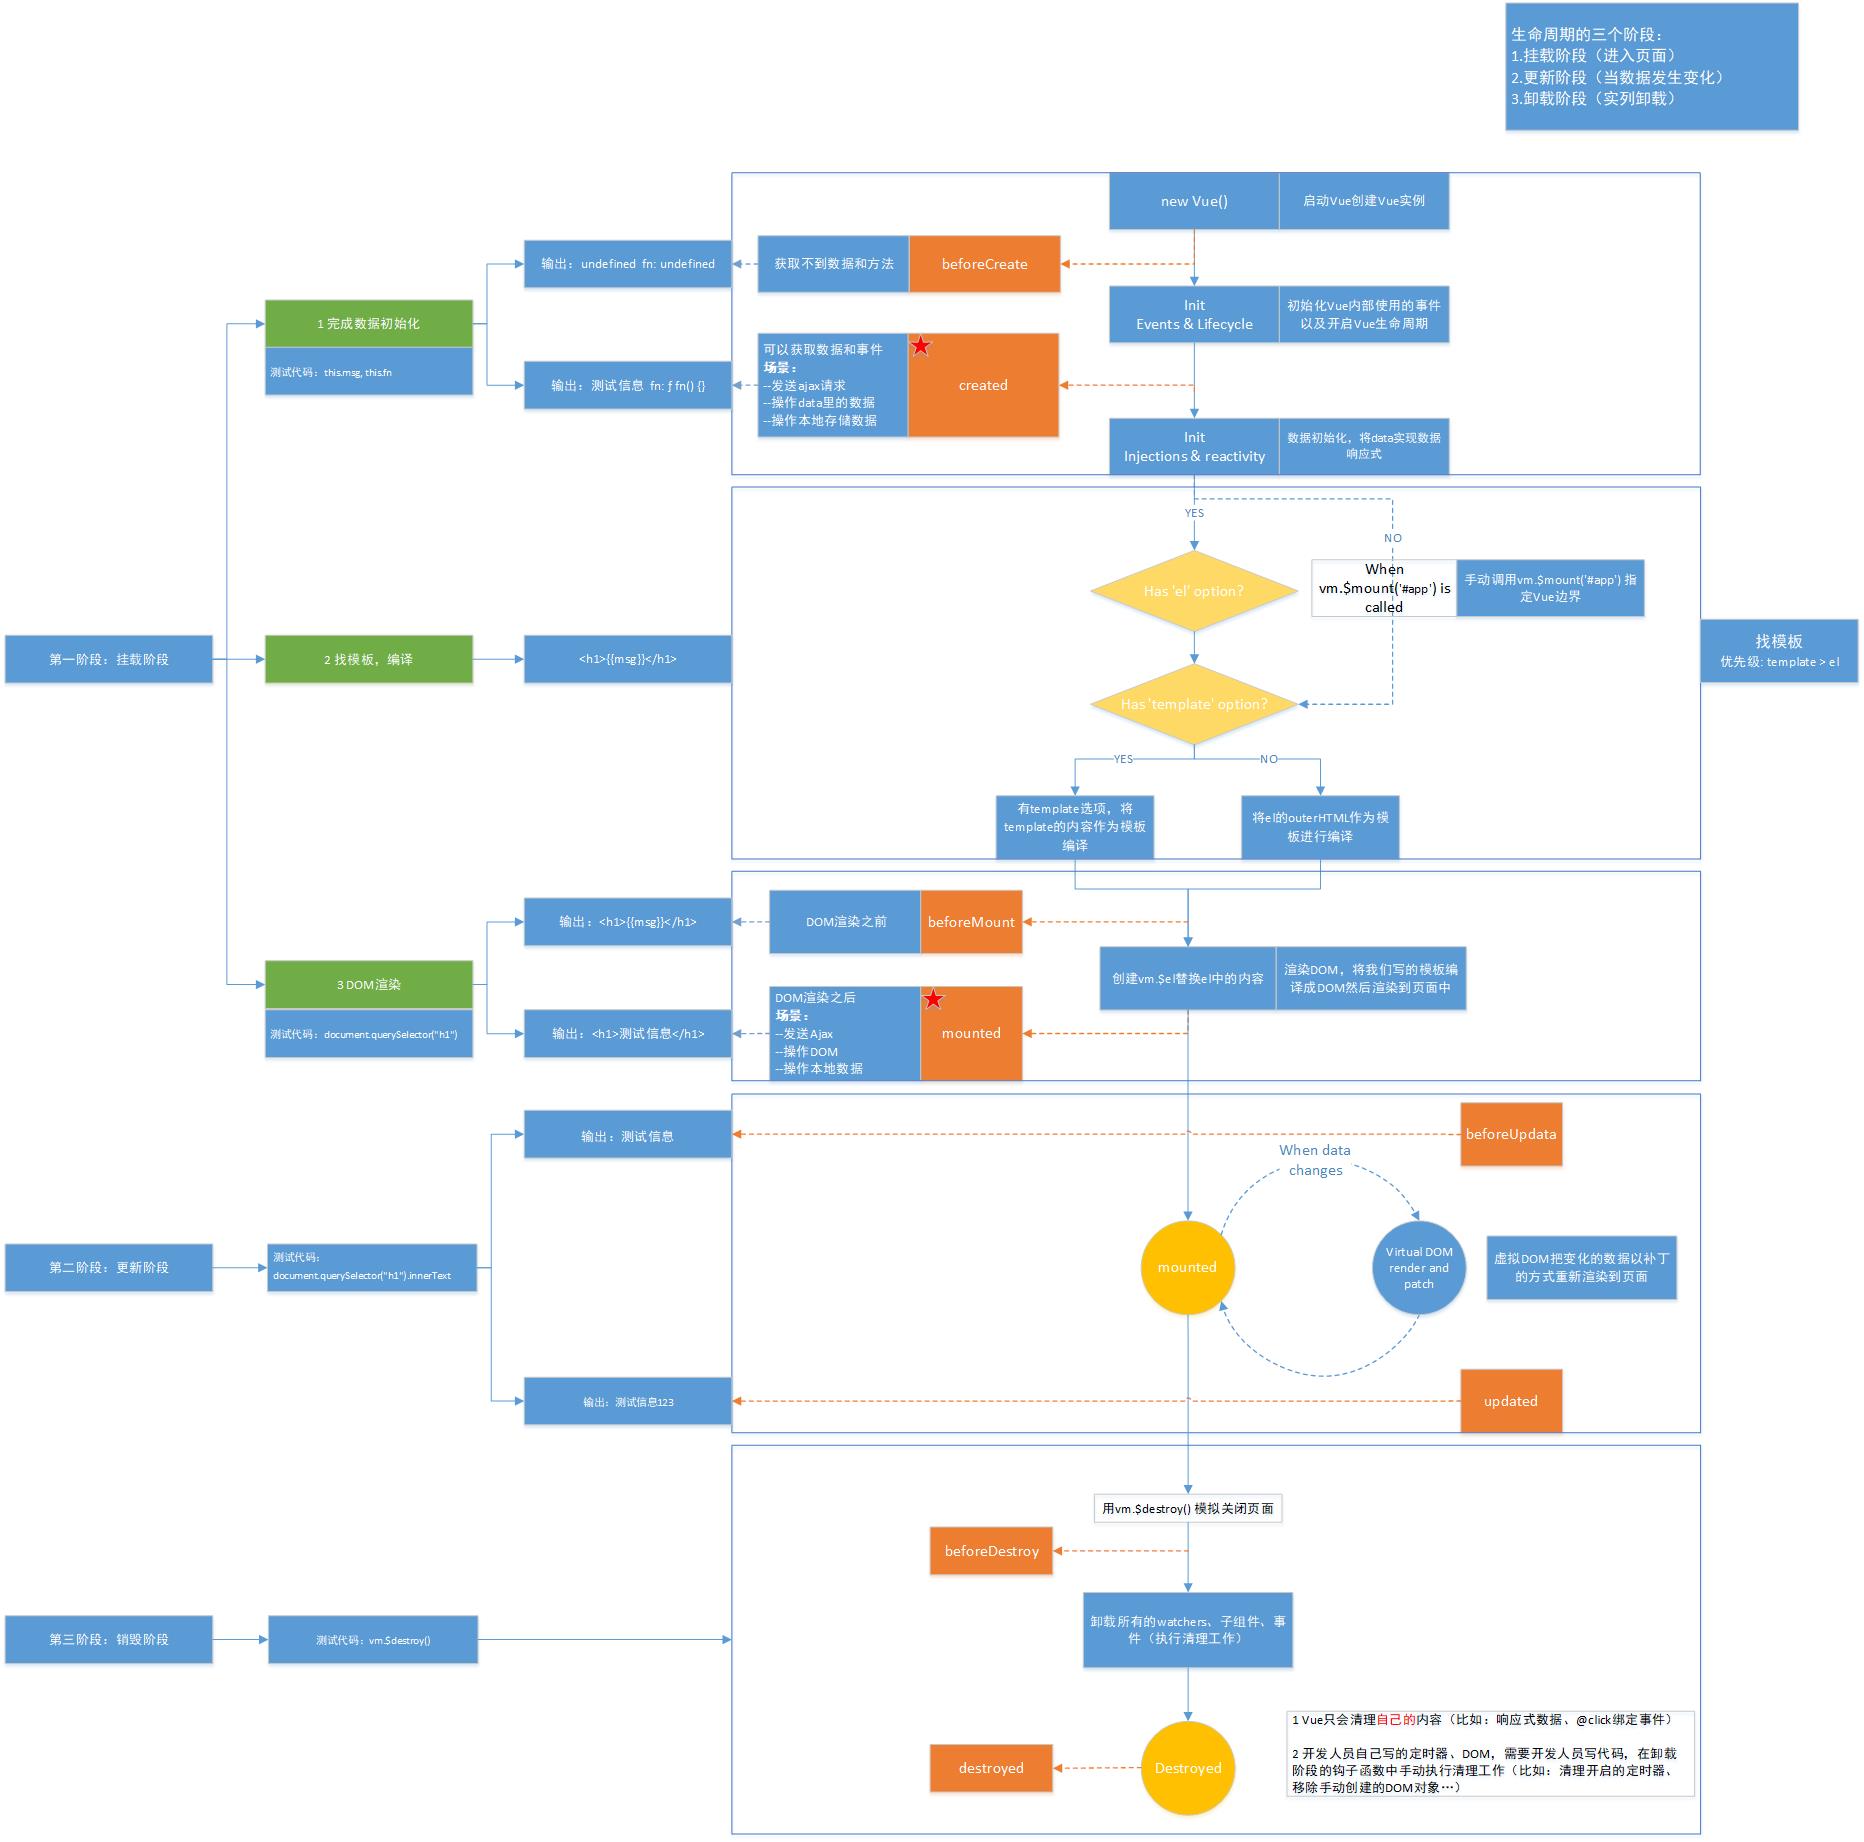 生命周期的三个阶段：
1.挂载阶段（进入页面）
2.更新阶段（当数据发生变化）
3.卸载阶段（实列卸载）
new Vue()
启动Vue创建Vue实例
输出：undefined fn: undefined
获取不到数据和方法
beforeCreate
Init
Events & Lifecycle
初始化Vue内部使用的事件
以及开启Vue生命周期
1 完成数据初始化
测试代码：this.msg, this.fn
输出：测试信息 fn: ƒ fn() {}
可以获取数据和事件
场景：
--发送ajax请求
--操作data里的数据
--操作本地存储数据
created
Init
Injections & reactivity
数据初始化，将data实现数据
响应式
YES
NO
Has 'el' option?
When
vm.$mount('#app') is
called
手动调用vm.$mount('#app') 指
定Vue边界
第一阶段：挂载阶段
2 找模板，编译
<h1>{{msg}}</h1>
找模板
优先级: template > el
Has 'template' option?
YES
NO
有template选项，将
template的内容作为模板
编译
将el的outerHTML作为模
板进行编译
输出：<h1>{{msg}}</h1>
DOM渲染之前
beforeMount
创建vm.$el替换el中的内容
渲染DOM，将我们写的模板编
译成DOM然后渲染到页面中
3 DOM渲染
测试代码：document.querySelector("h1")
输出：<h1>测试信息</h1>
DOM渲染之后
场景：
--发送Ajax
--操作DOM
--操作本地数据
mounted
输出：测试信息
beforeUpdata
When data
changes
第二阶段：更新阶段
测试代码：
document.querySelector("h1").innerText
mounted
Virtual DOM
render and
patch
虚拟DOM把变化的数据以补丁
的方式重新渲染到页面
输出：测试信息123
updated
用vm.$destroy() 模拟关闭页面
beforeDestroy
第三阶段：销毁阶段
测试代码：vm.$destroy()
卸载所有的watchers、子组件、事
件（执行清理工作）
destroyed
Destroyed
1 Vue只会清理自己的内容（比如：响应式数据、@click绑定事件）
2 开发人员自己写的定时器、DOM，需要开发人员写代码，在卸载
阶段的钩子函数中手动执行清理工作（比如：清理开启的定时器、
移除手动创建的DOM对象…）